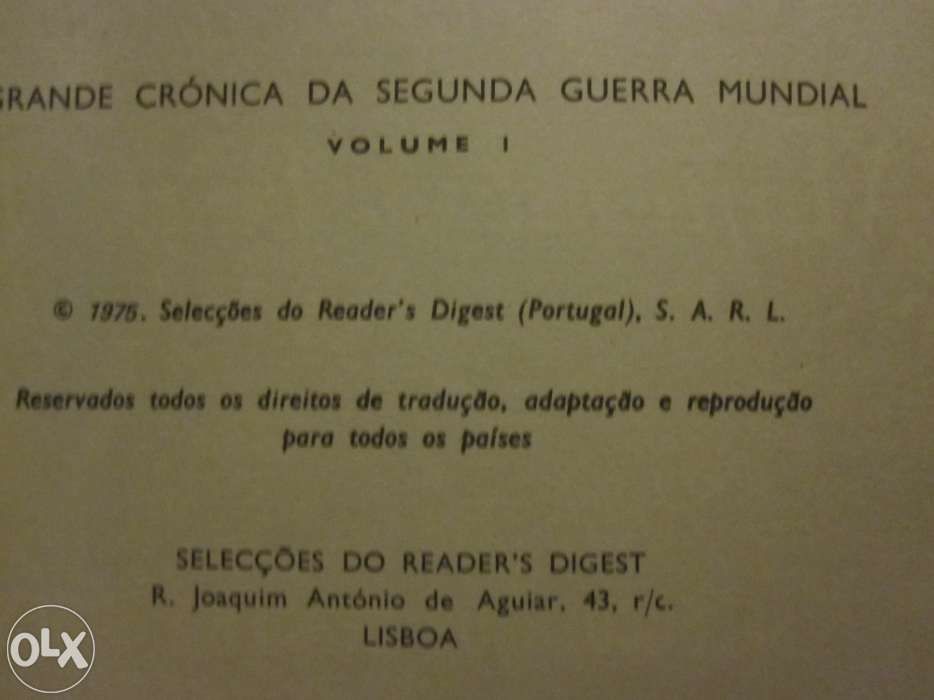 GRANDE CRÓNICA DA SEGUNDA GUERRA MUNDIAL
VOLUME I
© 1975. Selecções do Reader's Digest (Portugal), S. A. R. L.
Reservados todos os direitos de tradução, adaptação e reprodução
para todos os países
SELECÇÕES DO READER'S DIGEST
R. Joaquim António de Aguiar, 43, r/c.
LISBOA
OLX